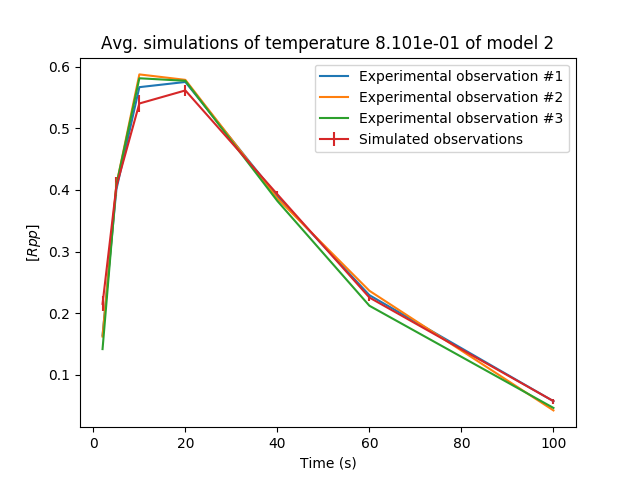 Avg. simulations of temperature 8.101e-01 of model 2
Experimental observation #1
Experimental observation #2
Experimental observation #3
Simulated observations
[Rpp]
0.6
0.5
0.4
0.3
0.2
0.1
0 20 40 60 80 100
Time (s)